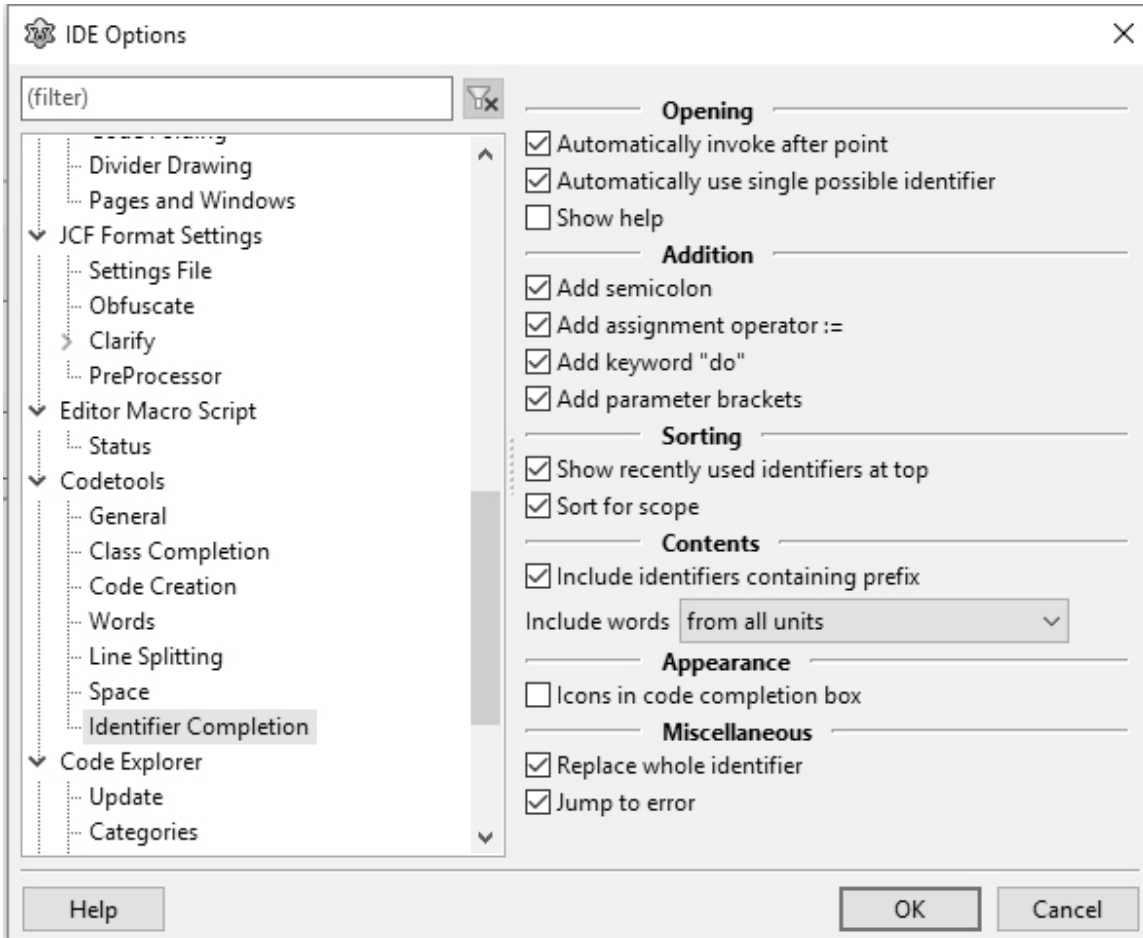 IDE Options
(filter)
Divider Drawing
Pages and Windows
JCF Format Settings
Settings File
Obfuscate
Clarify
PreProcessor
Editor Macro Script
Status
Codetools
General
Class Completion
Code Creation
Words
Line Splitting
Space
Identifier Completion
Code Explorer
Update
Categories
Opening
Automatically invoke after point
Automatically use single possible identifier
Show help
Addition
Add semicolon
Add assignment operator :=
Add keyword "do"
Add parameter brackets
Sorting
Show recently used identifiers at top
Sort for scope
Contents
Include identifiers containing prefix
Include words from all units
Appearance
Icons in code completion box
Miscellaneous
Replace whole identifier
Jump to error
Help
OK
Cancel